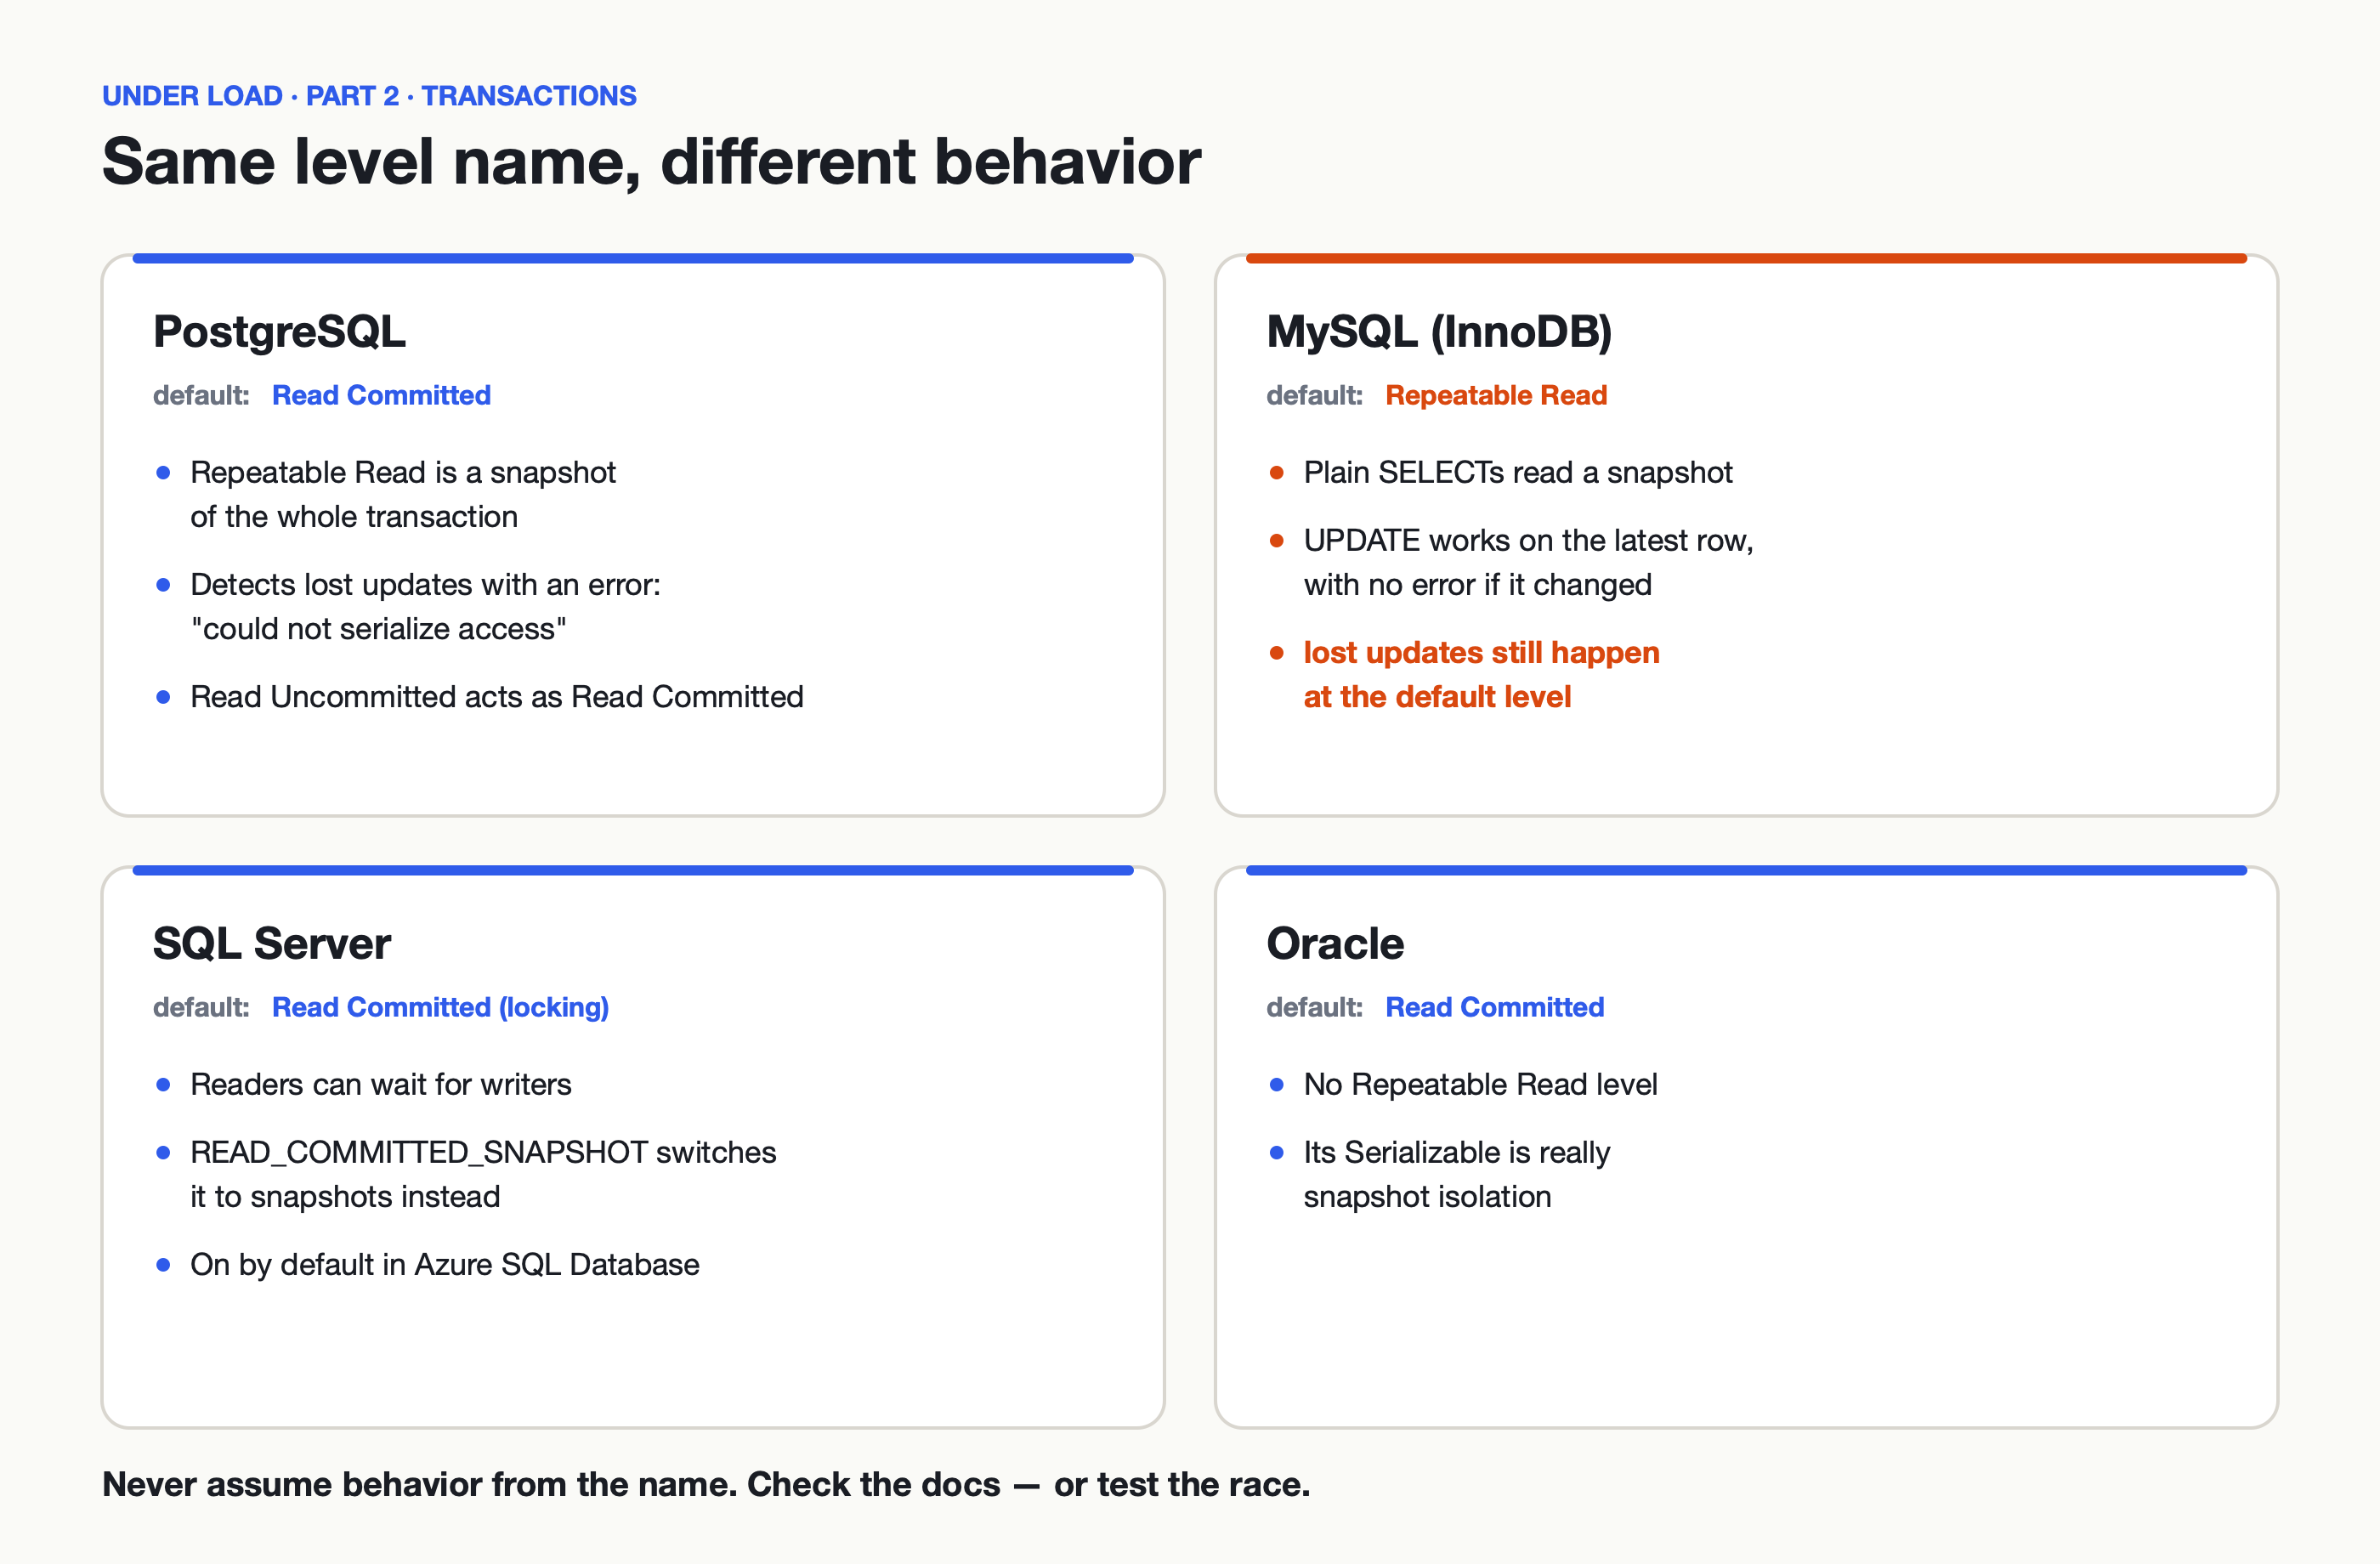 UNDER LOAD · PART 2 · TRANSACTIONS
Same level name, different behavior
PostgreSQL
default: Read Committed
Repeatable Read is a snapshot
of the whole transaction
Detects lost updates with an error:
"could not serialize access"
Read Uncommitted acts as Read Committed
MySQL (InnoDB)
default: Repeatable Read
Plain SELECTs read a snapshot
UPDATE works on the latest row,
with no error if it changed
lost updates still happen
at the default level
SQL Server
default: Read Committed (locking)
Readers can wait for writers
READ_COMMITTED_SNAPSHOT switches
it to snapshots instead
On by default in Azure SQL Database
Oracle
default: Read Committed
No Repeatable Read level
Its Serializable is really
snapshot isolation
Never assume behavior from the name. Check the docs — or test the race.